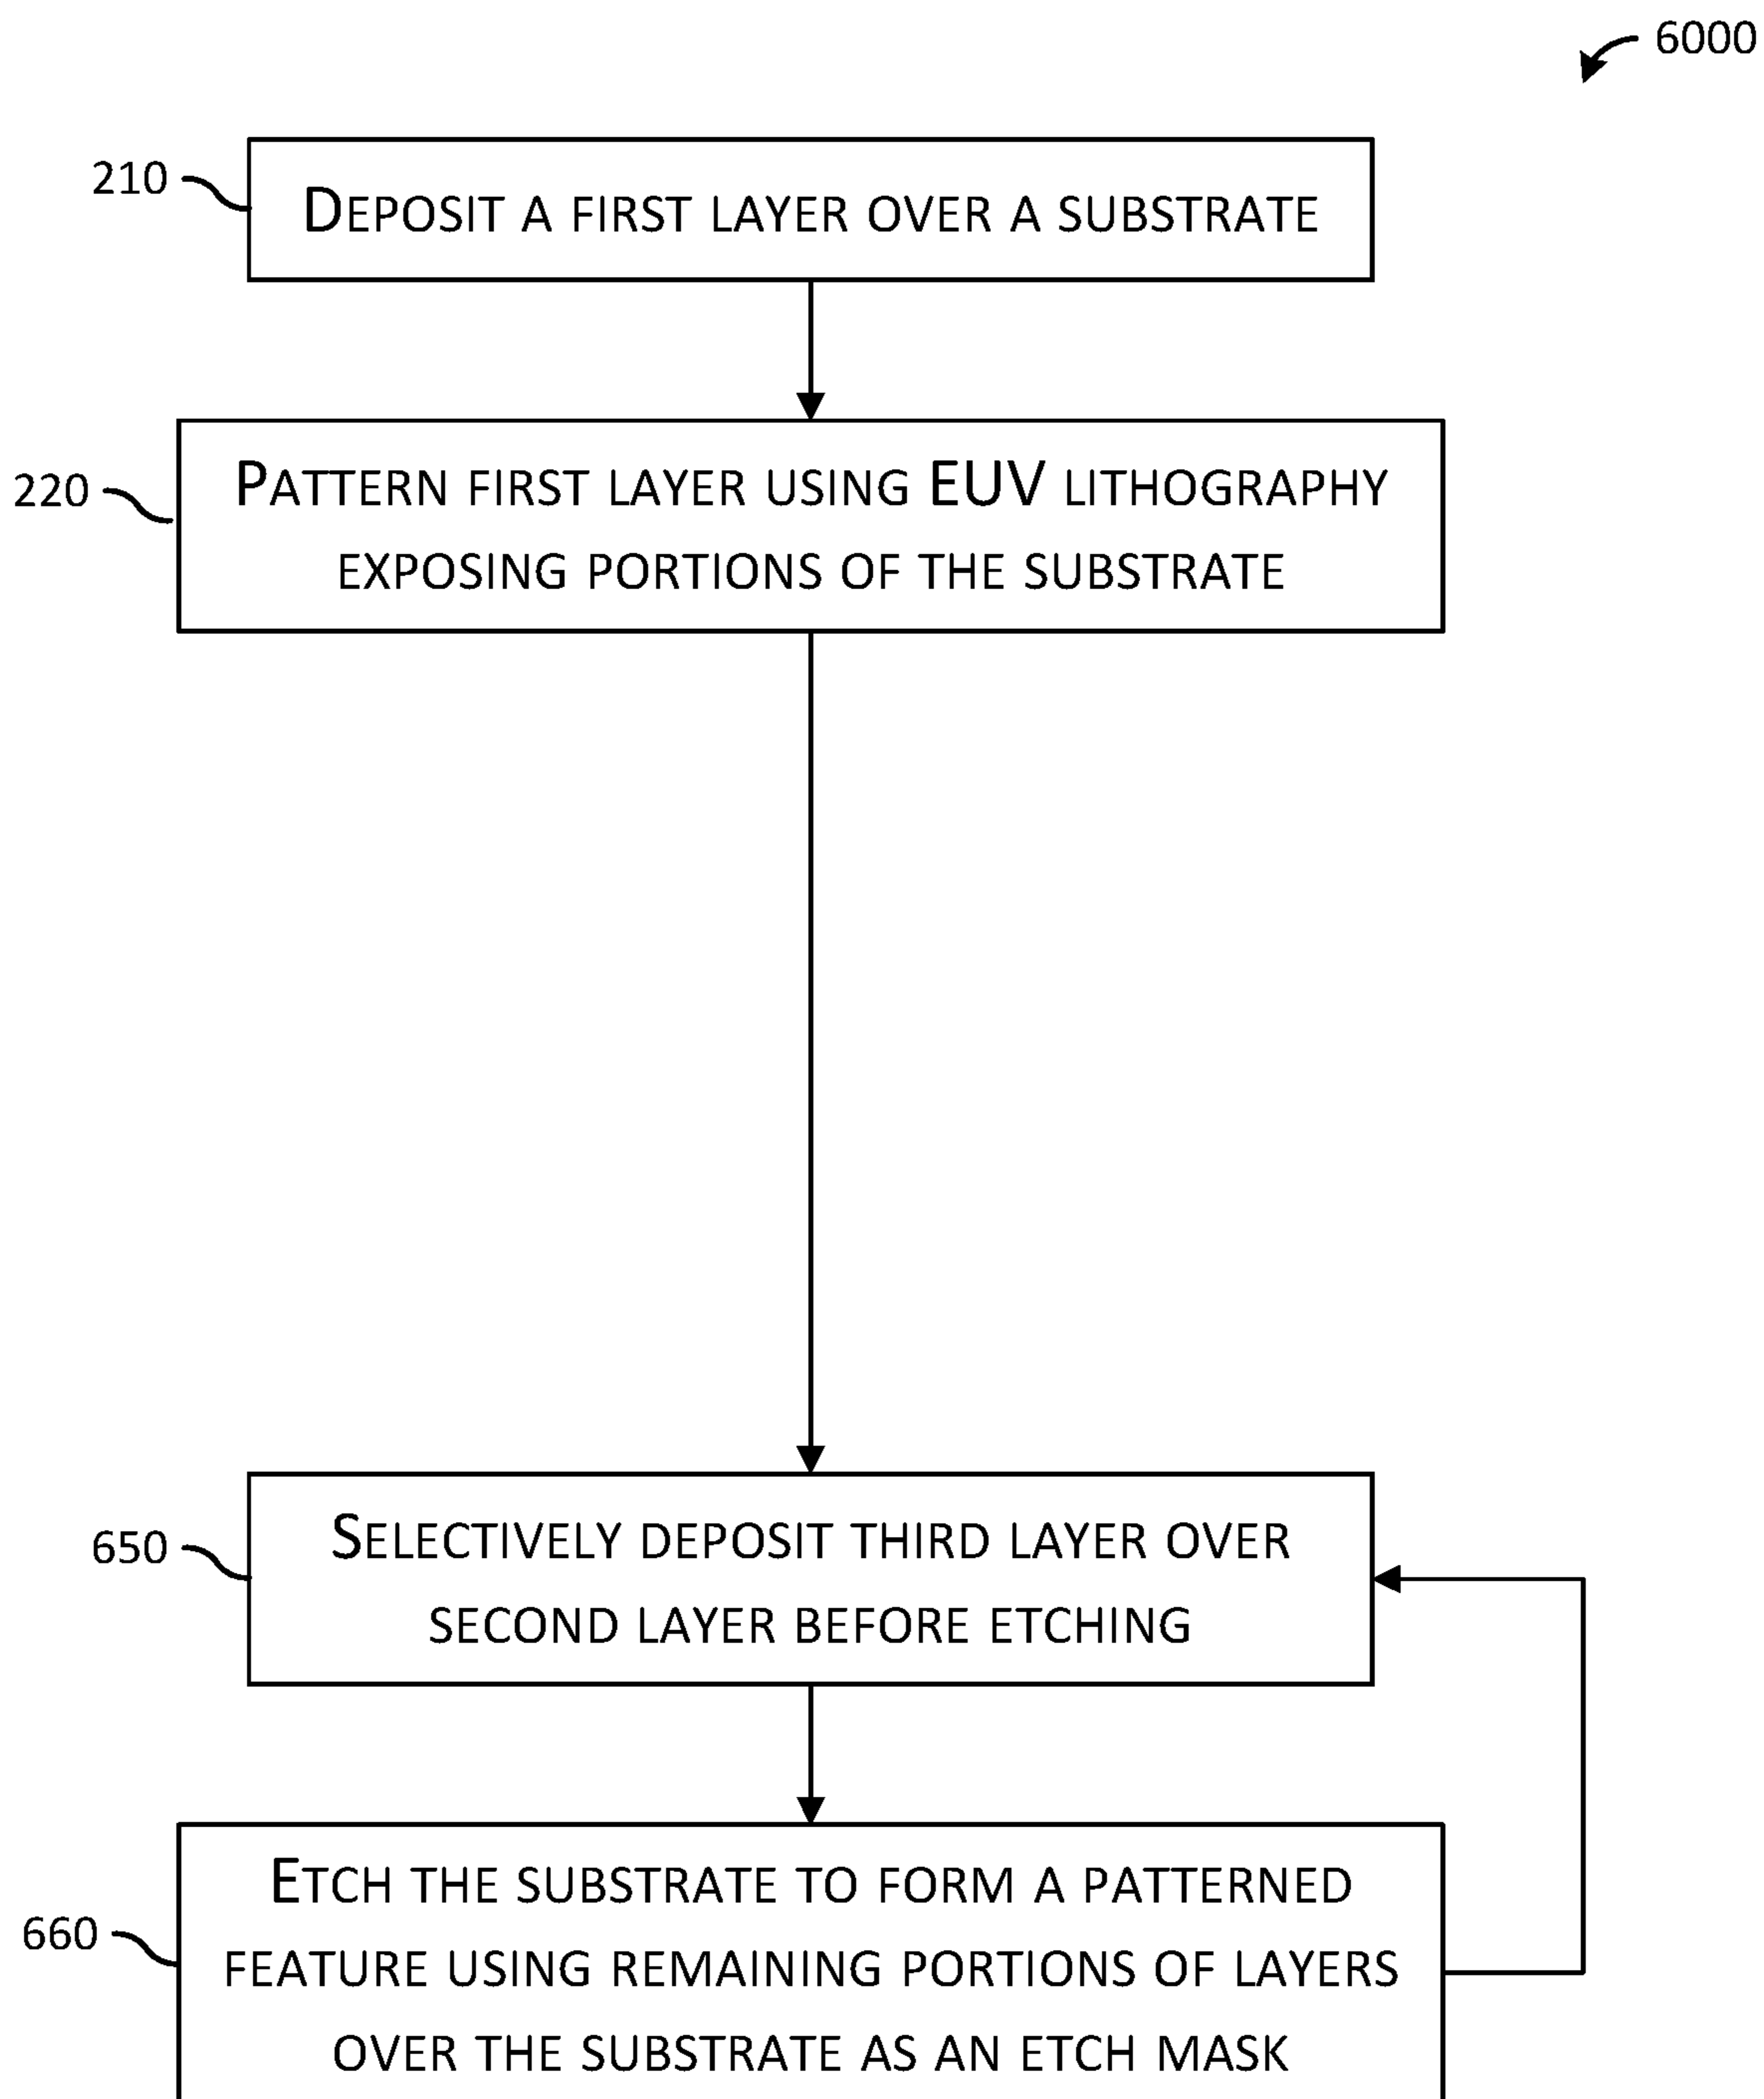 6000
210
DEPOSIT A FIRST LAYER OVER A SUBSTRATE
220
PATTERN FIRST LAYER USING EUV LITHOGRAPHY
EXPOSING PORTIONS OF THE SUBSTRATE
650
SELECTIVELY DEPOSIT THIRD LAYER OVER
SECOND LAYER BEFORE ETCHING
660
ETCH THE SUBSTRATE TO FORM A PATTERNED
FEATURE USING REMAINING PORTIONS OF LAYERS
OVER THE SUBSTRATE AS AN ETCH MASK